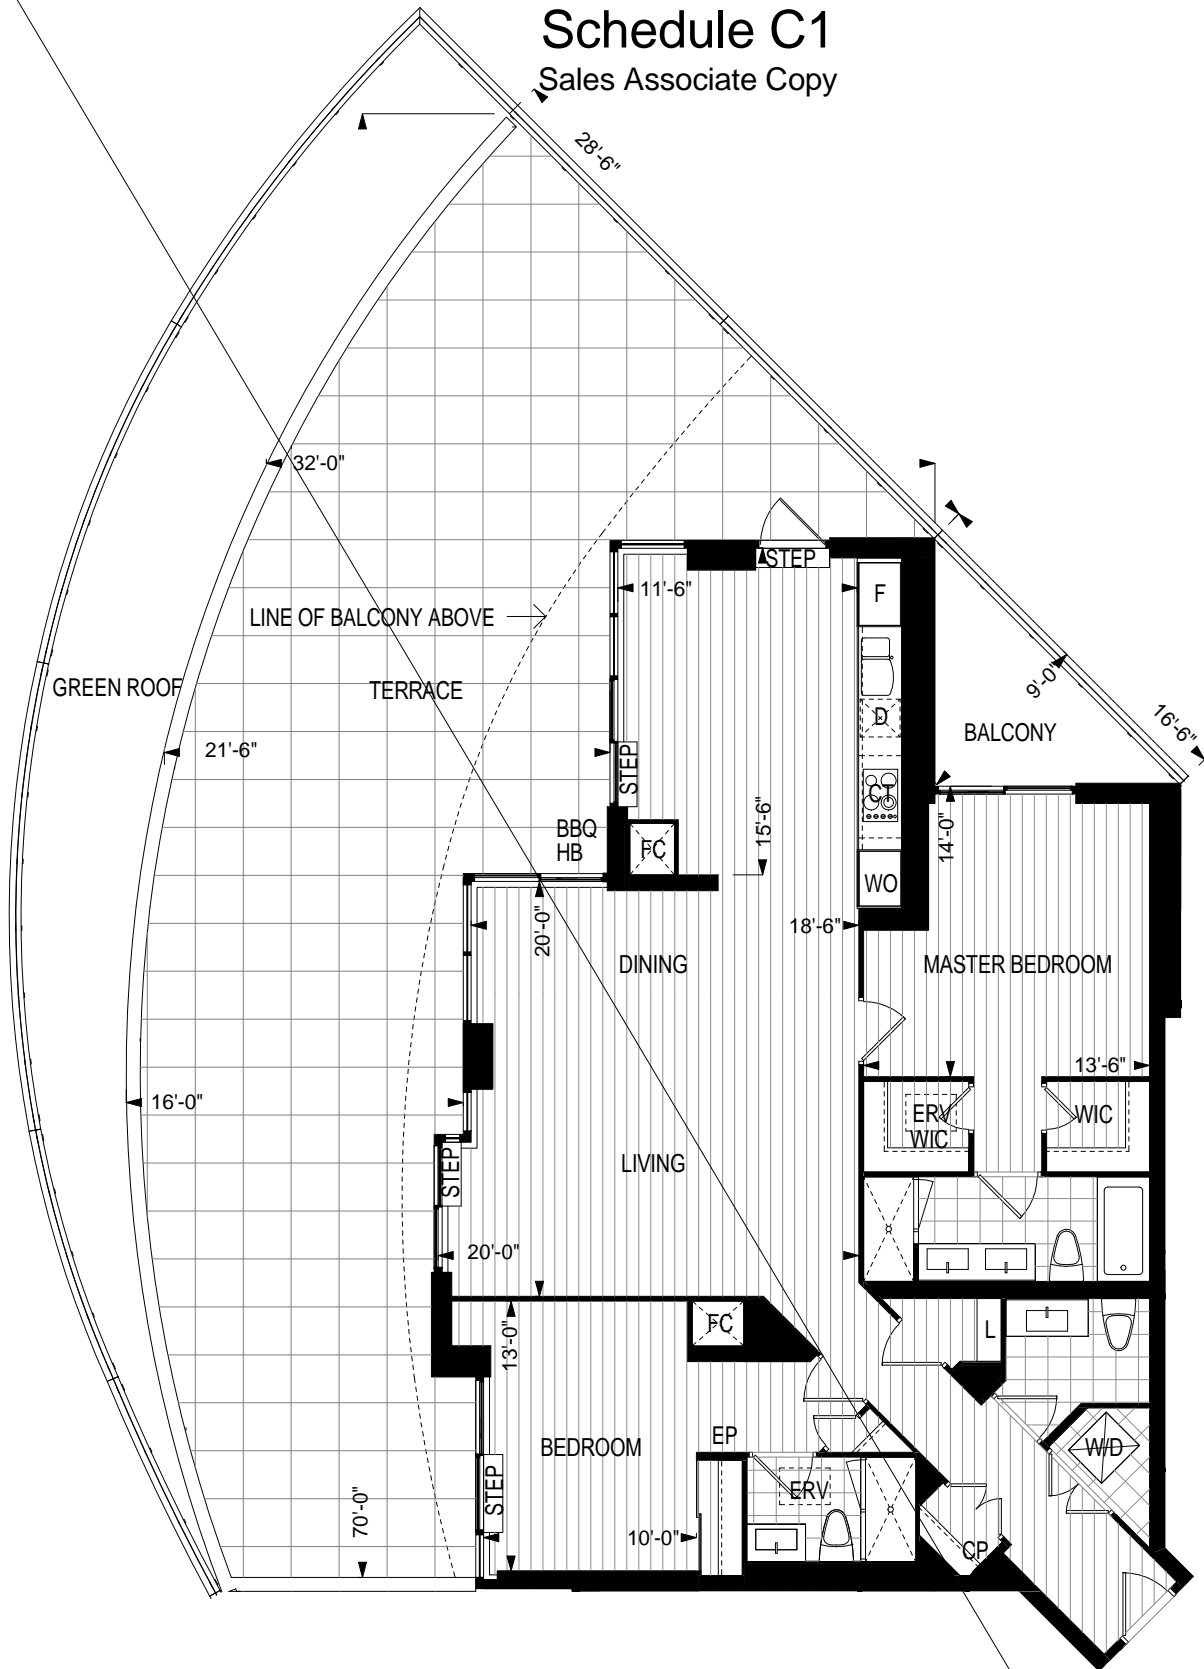 Schedule C1
Sales Associate Copy
28'-6"
32'-0"
STEP
11'-6"
F
LINE OF BALCONY ABOVE
GREEN ROOF
TERRACE
9'-0"
16'-6"
D
BALCONY
21'-6"
STEP
CT
BBQ
HB
FC
15'-6"
14'-0"
WO
20'-0"
18'-6"
DINING
MASTER BEDROOM
13'-6"
16'-0"
ERV
WIC
WIC
STEP
LIVING
20'-0"
13'-0"
FC
L
BEDROOM
EP
W/D
STEP
ERV
70'-0"
10'-0"
CP